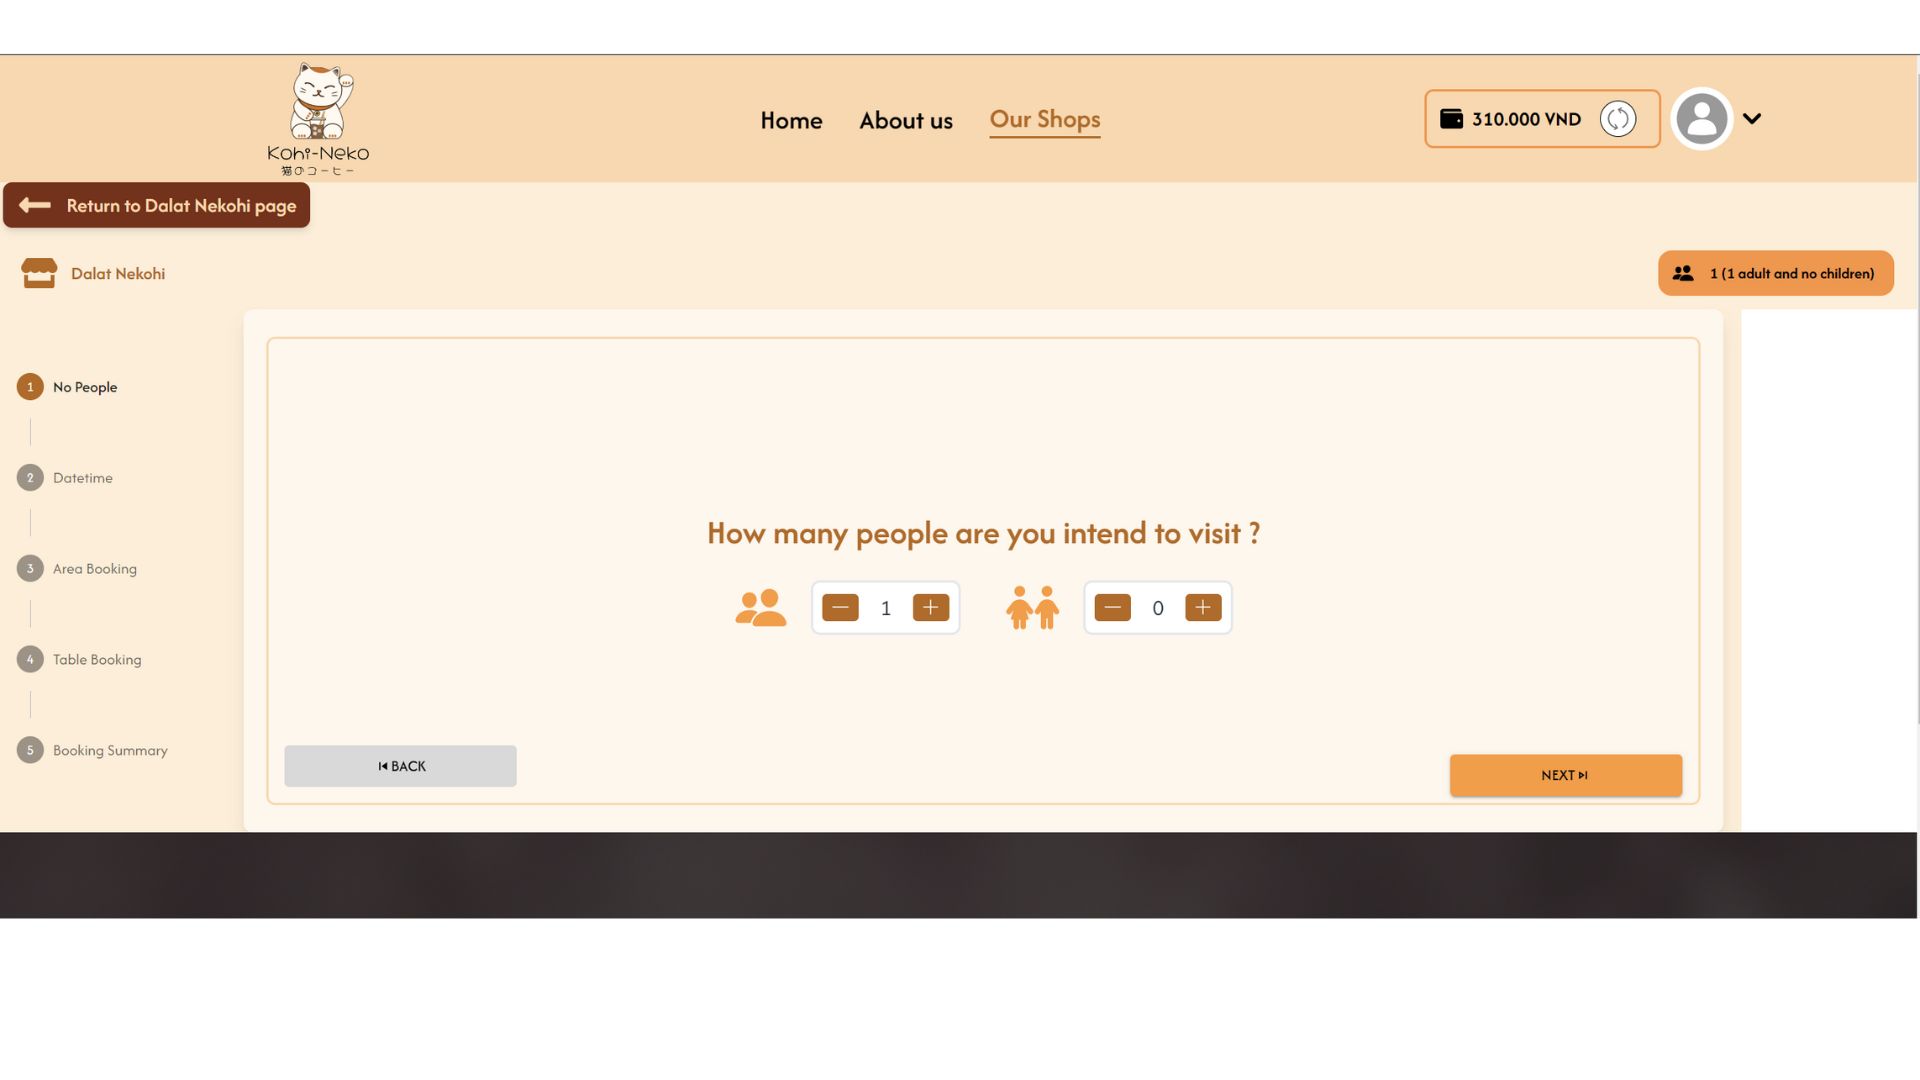 Kohi-Neko
猫のコーヒー
Home
About us
Our Shops
310.000 VND
Return to Dalat Nekohi page
Dalat Nekohi
1 (1 adult and no children)
1 No People
2 Datetime
3 Area Booking
4 Table Booking
5 Booking Summary
How many people are you intend to visit ?
1
0
BACK
NEXT